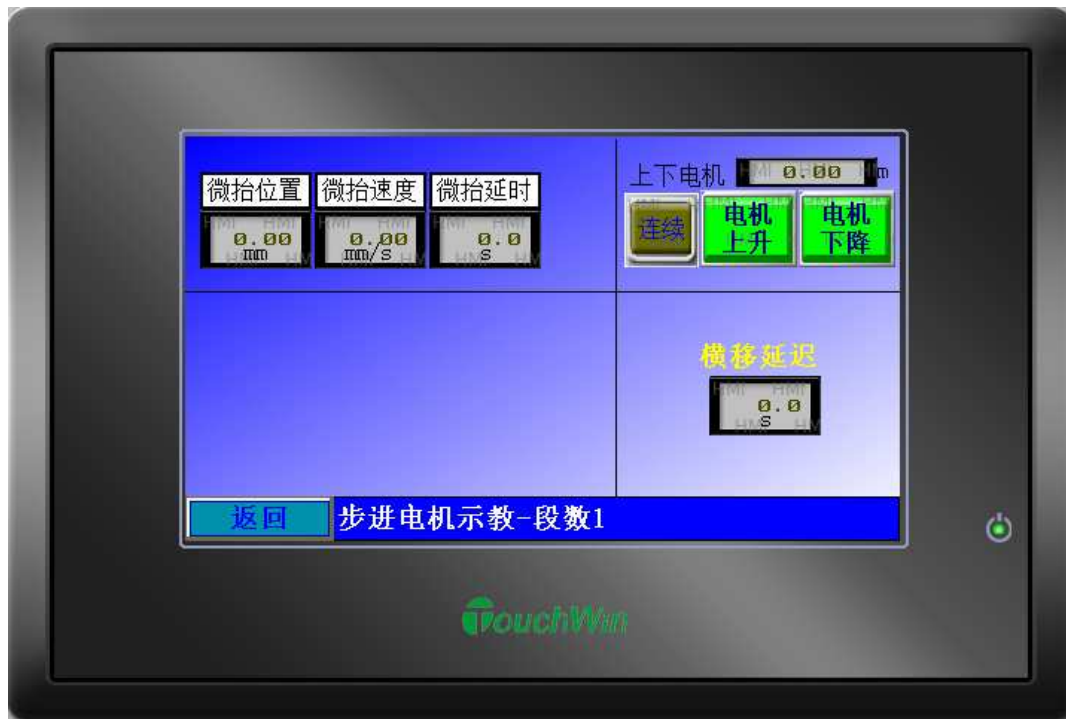 微抬位置 微抬速度 微抬延时
0.00 0.00 0.0
mm mm/s s
上下电机 0.00 m
连续 电机上升 电机下降
横移延迟
0.0
s
返回 步进电机示教-段数1
TouchWin